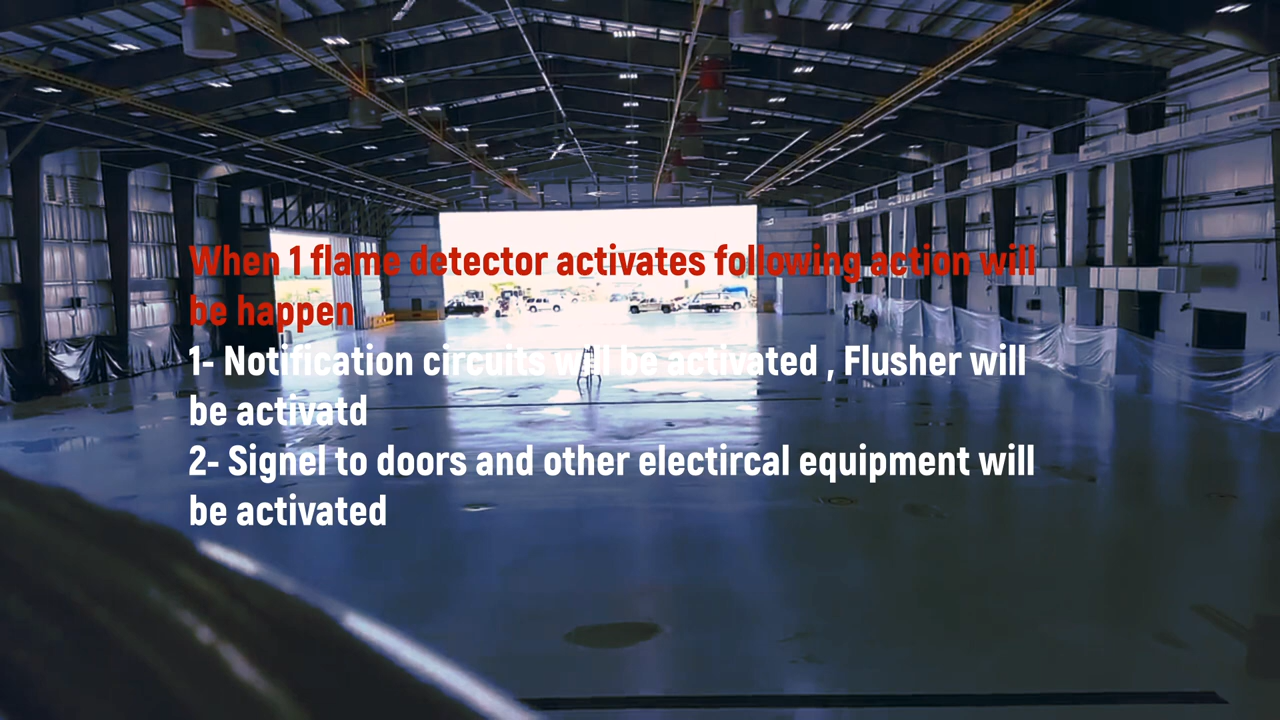 When 1 flame detector activates following action will
be happen
1- Notification circuits will be activated , Flusher will
be activatd
2- Signel to doors and other electircal equipment will
be activated